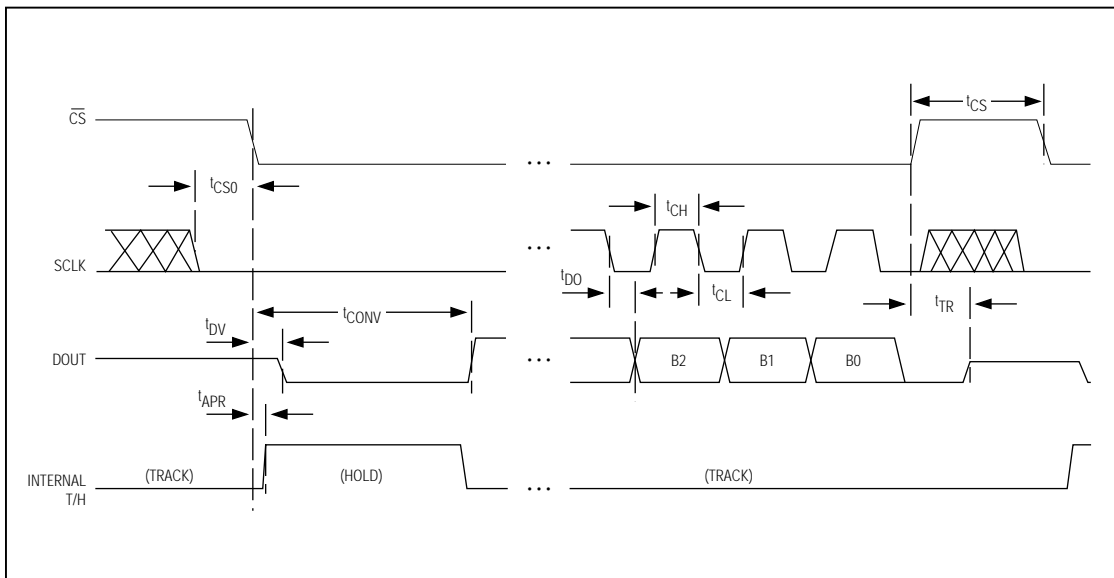 CS
tCS
tCS0
tCH
SCLK
...
...
tDO
tCL
tTR
tCONV
tDV
DOUT
...
B2
B1
B0
tAPR
INTERNAL
T/H
(TRACK)
(HOLD)
...
(TRACK)